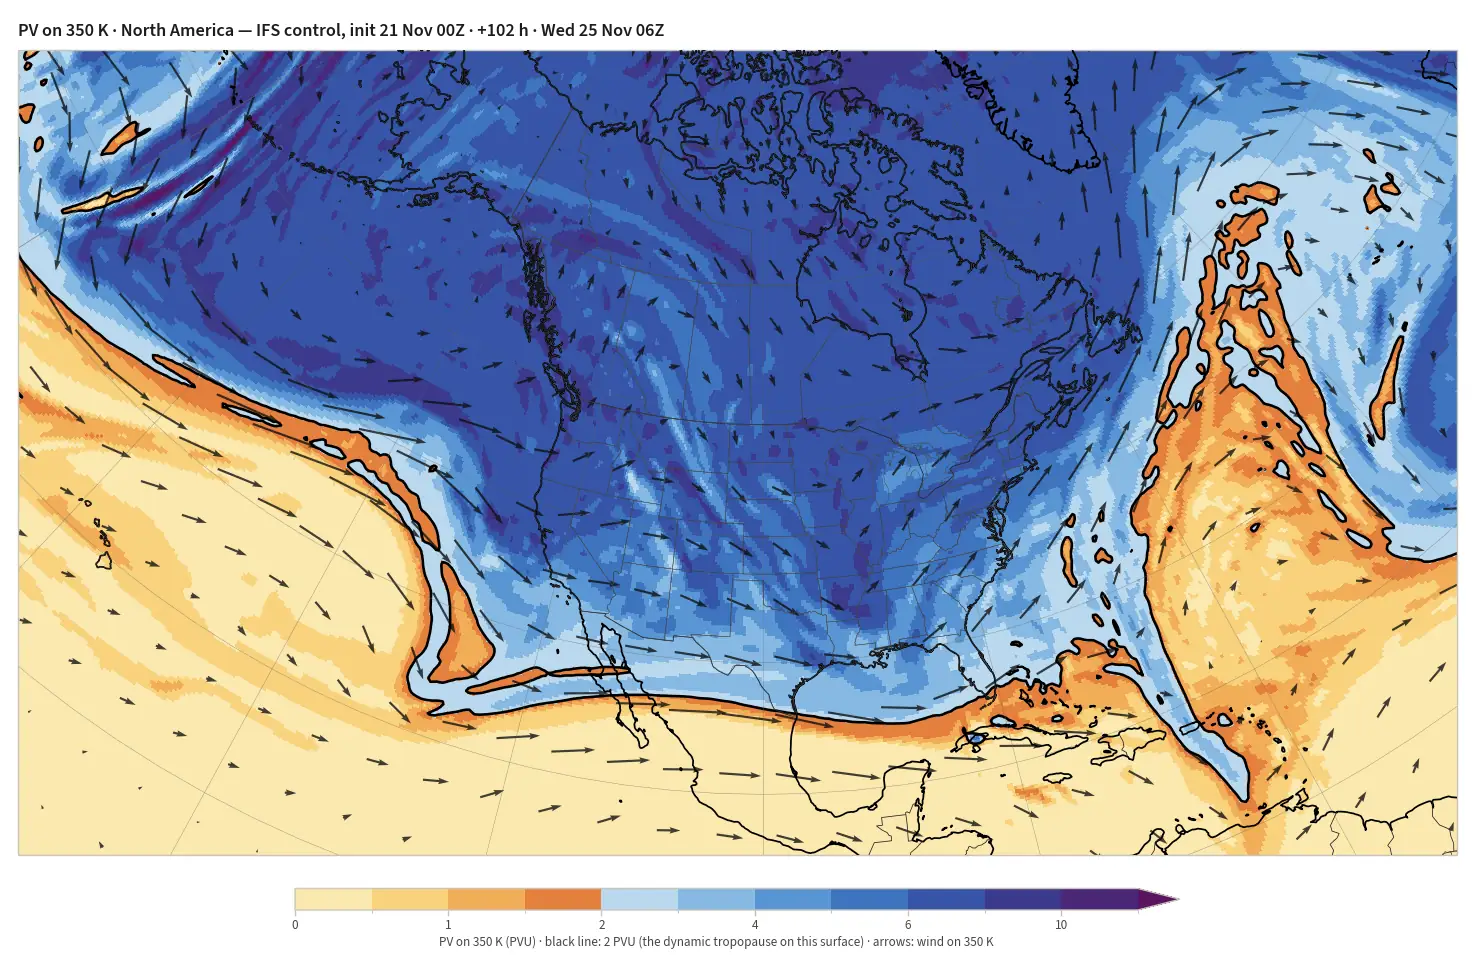 PV on 350 K · North America — IFS control, init 21 Nov 00Z · +102 h · Wed 25 Nov 06Z
0 1 2 4 6 10
PV on 350 K (PVU) · black line: 2 PVU (the dynamic tropopause on this surface) · arrows: wind on 350 K